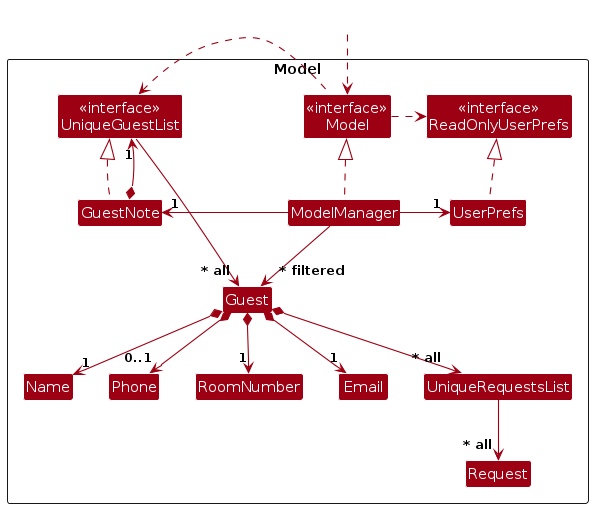 Model
«interface»
UniqueGuestList
«interface»
Model
«interface»
ReadOnlyUserPrefs
1
GuestNote
1
ModelManager
1
UserPrefs
* all
* filtered
Guest
1
0..1
1
1
* all
Name
Phone
RoomNumber
Email
UniqueRequestsList
* all
Request